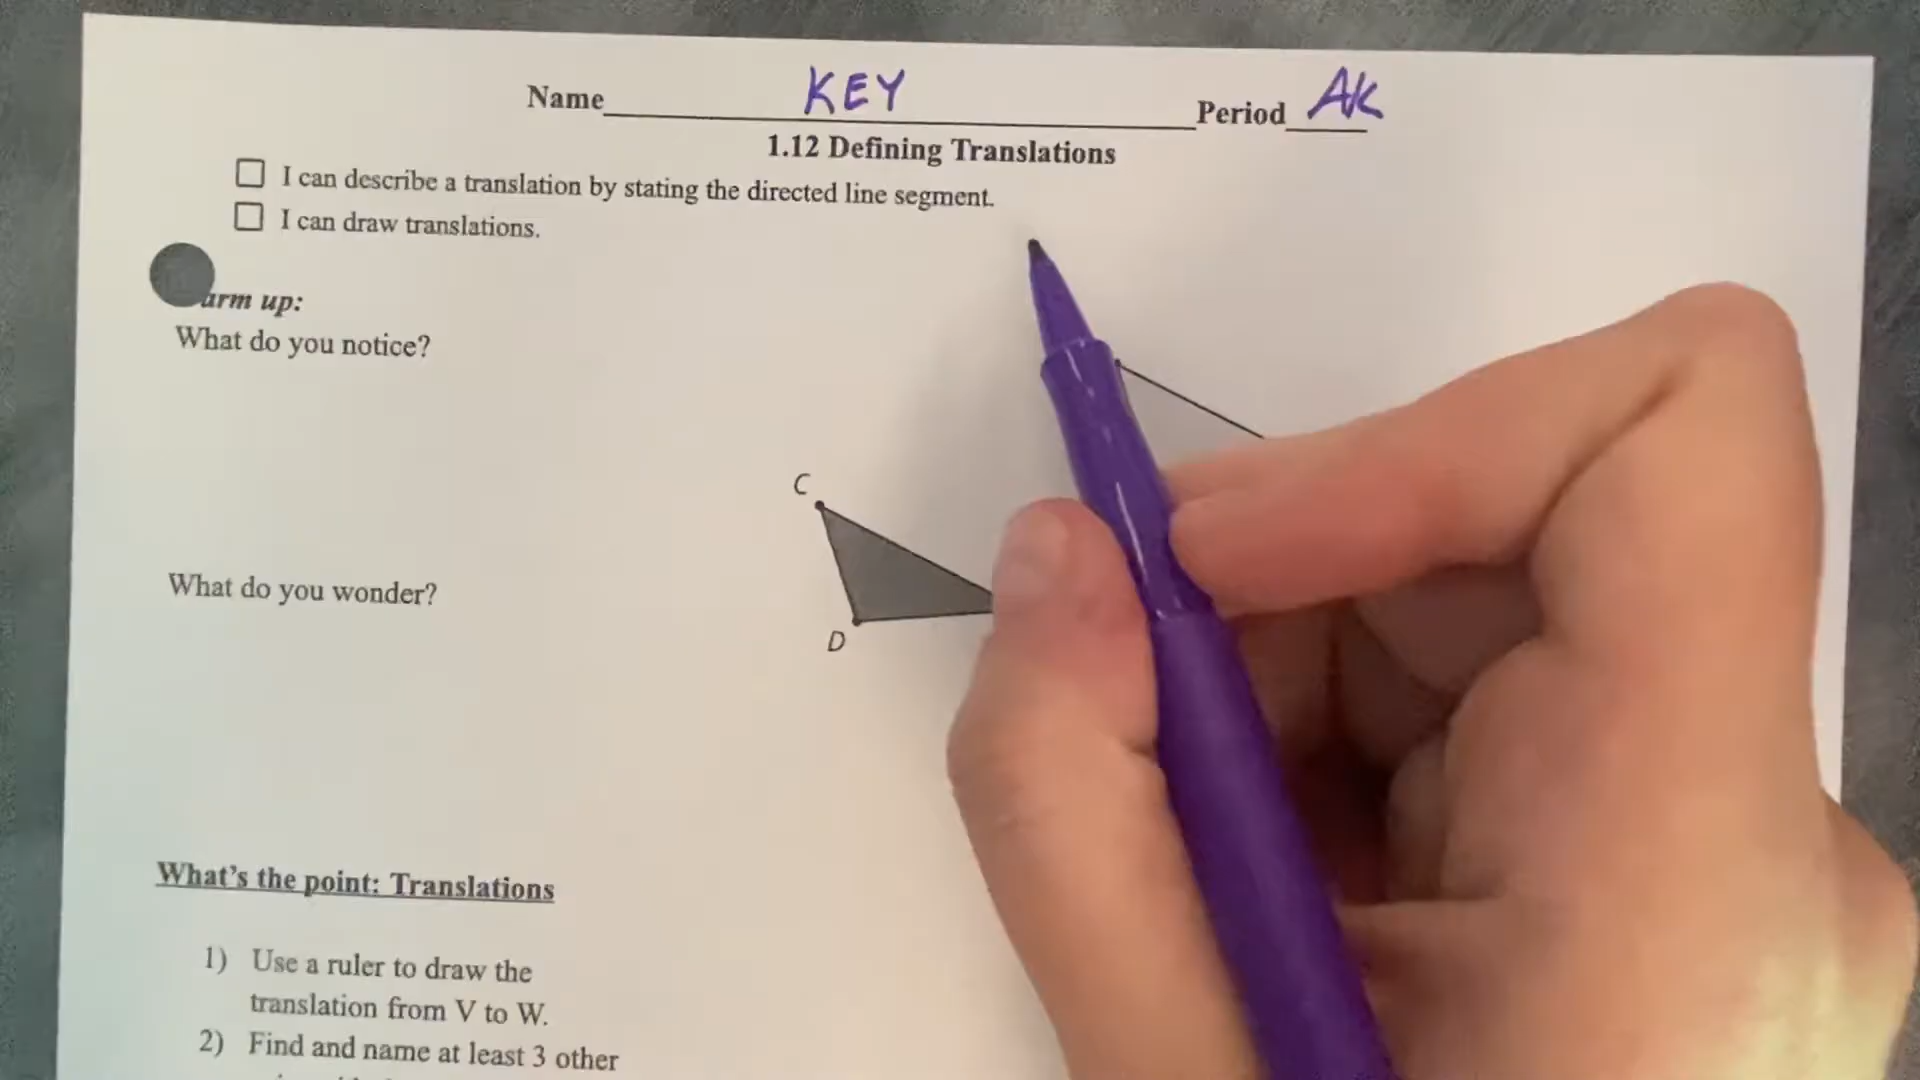 Name KEY Period AK
1.12 Defining Translations
I can describe a translation by stating the directed line segment.
I can draw translations.
arm up:
What do you notice?
C
What do you wonder?
D
What's the point: Translations
1) Use a ruler to draw the
translation from V to W.
2) Find and name at least 3 other